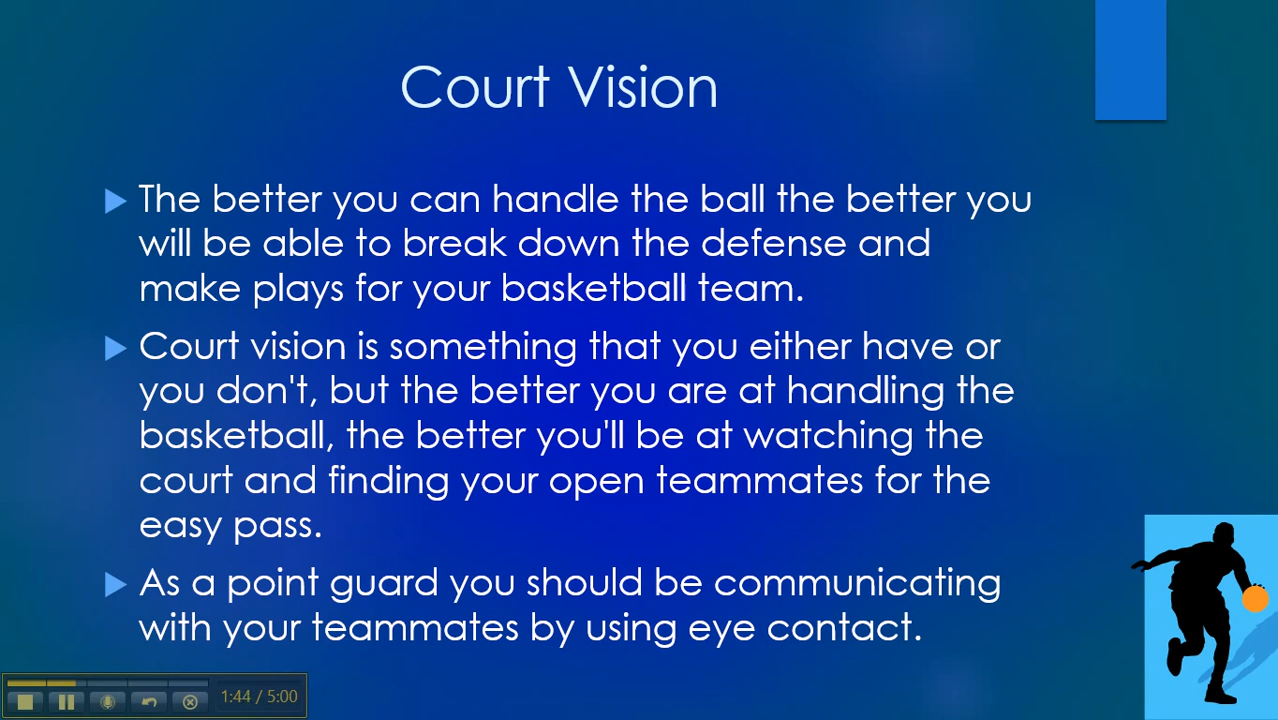 Court Vision
The better you can handle the ball the better you
will be able to break down the defense and
make plays for your basketball team.
Court vision is something that you either have or
you don't, but the better you are at handling the
basketball, the better you'll be at watching the
court and finding your open teammates for the
easy pass.
As a point guard you should be communicating
with your teammates by using eye contact.
1:44 / 5:00